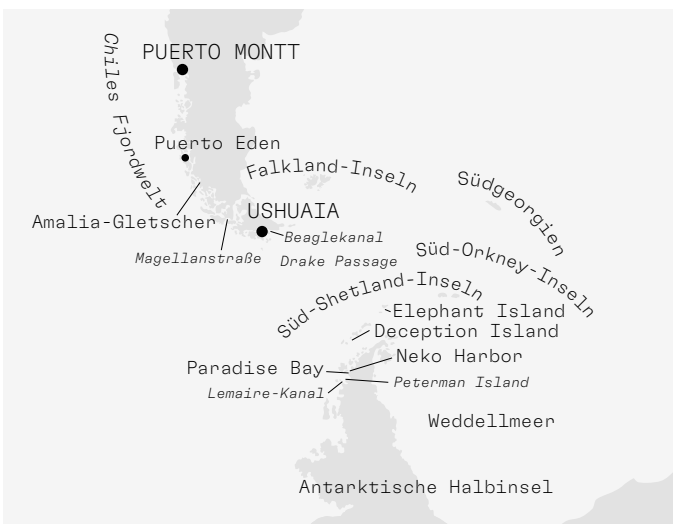 Chiles Fjordwelt
PUERTO MONTT
Puerto Eden
Falkland-Inseln
Südgeorgien
Amalia-Gletscher
USHUAIA
Beaglekanal
Magellanstraße
Drake Passage
Süd-Orkney-Inseln
Süd-Shetland-Inseln
Elephant Island
Deception Island
Neko Harbor
Paradise Bay
Peterman Island
Lemaire-Kanal
Weddellmeer
Antarktische Halbinsel